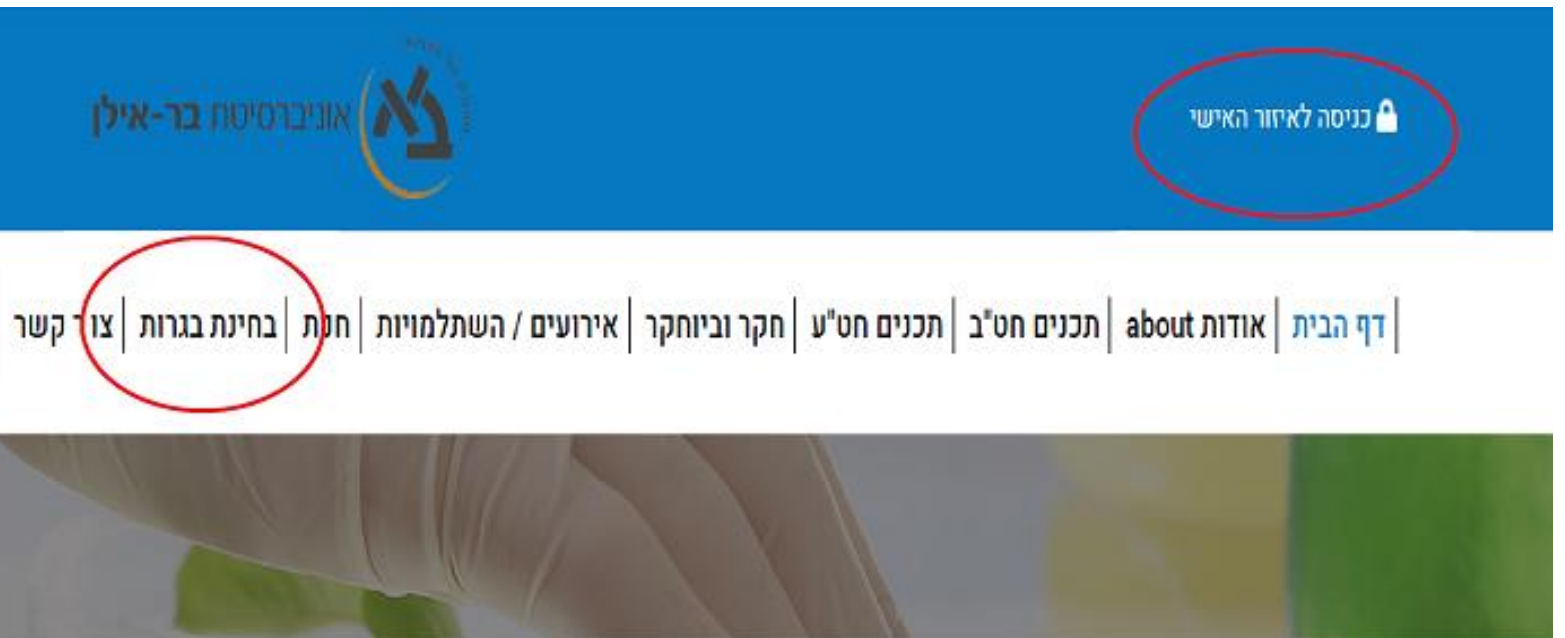 כניסה לאיזור האישי
אוניברסיטת בר-אילן
דף הבית | אודות about | תכנים חט"ב | תכנים חט"ע | חקר וביוחקר | אירועים / השתלמויות | חנות | בחינת בגרות | צור קשר